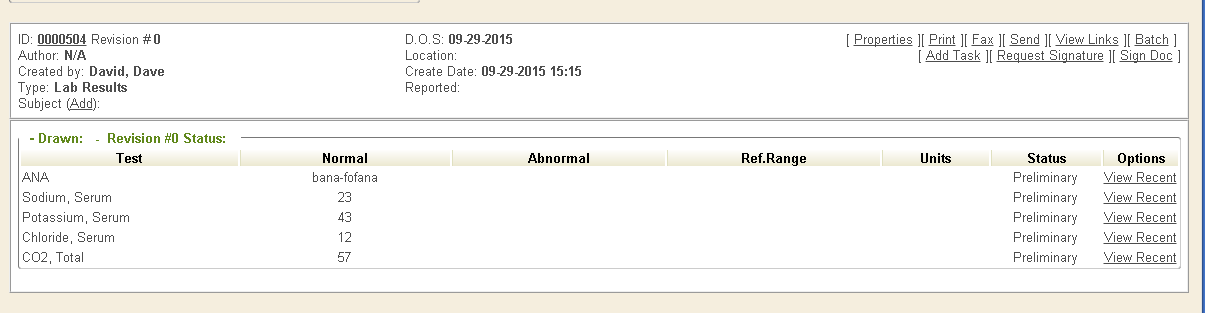 ID: 0000504 Revision # 0 D.O.S: 09-29-2015 [ Properties ][ Print ][ Fax ][ Send ][ View Links ][ Batch ]
Author: N/A Location: [ Add Task ][ Request Signature ][ Sign Doc ]
Created by: David, Dave Create Date: 09-29-2015 15:15
Type: Lab Results Reported:
Subject (Add):
- Drawn: - Revision #0 Status:
Test Normal Abnormal Ref.Range Units Status Options
ANA bana-fofana Preliminary View Recent
Sodium, Serum 23 Preliminary View Recent
Potassium, Serum 43 Preliminary View Recent
Chloride, Serum 12 Preliminary View Recent
CO2, Total 57 Preliminary View Recent